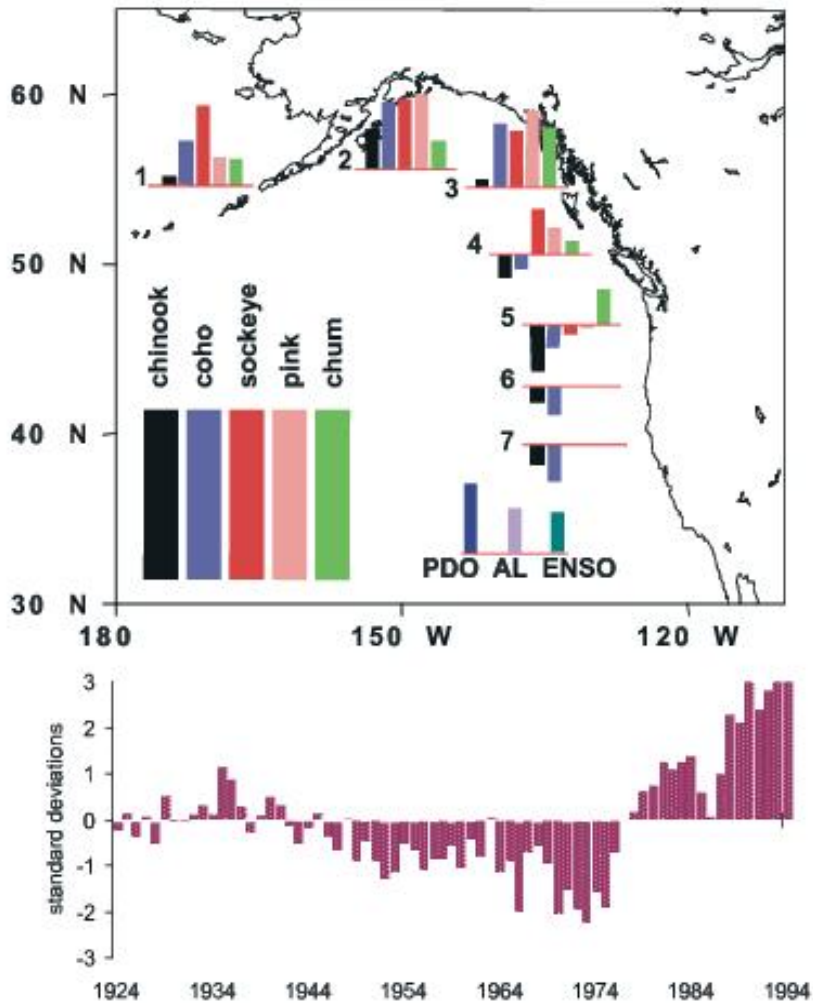 60 N
1
2
3
50 N
4
chinook
coho
sockeye
pink
chum
5
6
40 N
7
PDO AL ENSO
30 N
180 150 W 120 W
3
2
1
0
-1
-2
-3
standard deviations
1924 1934 1944 1954 1964 1974 1984 1994